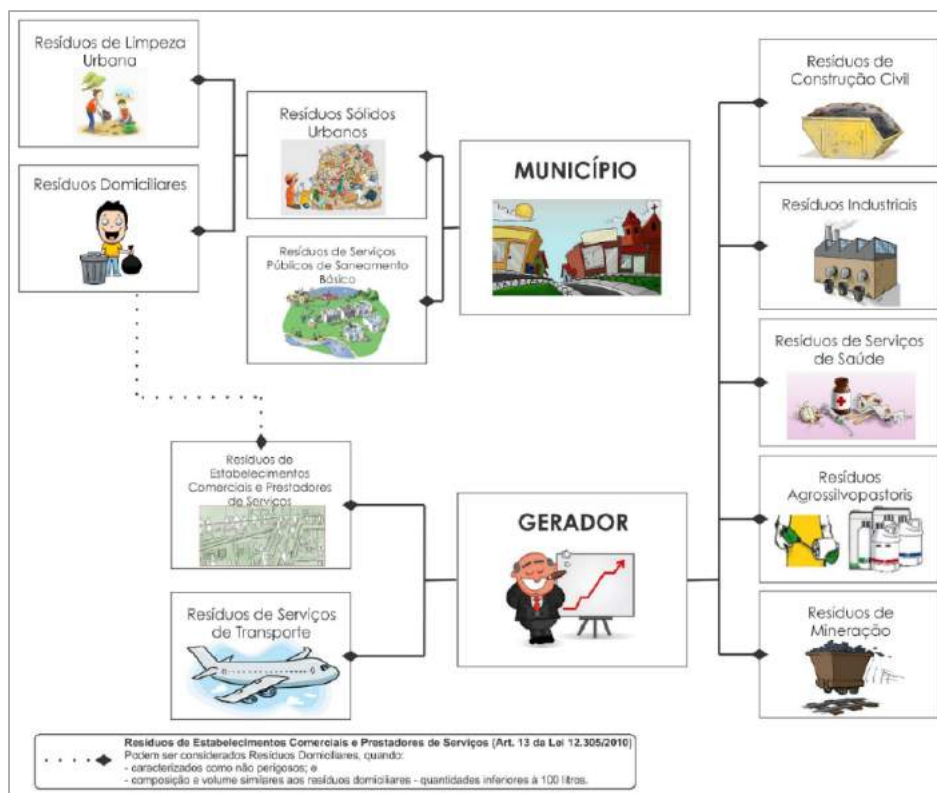 Resíduos de Limpeza
Urbana
Resíduos Domiciliares
Resíduos Sólidos
Urbanos
Resíduos de Serviços
Públicos de Saneamento
Básico
MUNICÍPIO
Resíduos de
Construção Civil
Resíduos Industriais
Resíduos de Serviços
de Saúde
Resíduos
Agrossilvopastoris
Resíduos de
Mineração
Resíduos de
Estabelecimentos
Comerciais e Prestadores
de Serviços
Resíduos de Serviços
de Transporte
GERADOR
Resíduos de Estabelecimentos Comerciais e Prestadores de Serviços (Art. 13 da Lei 12.305/2010)
Podem ser considerados Resíduos Domiciliares, quando:
- caracterizados como não perigosos; e
- composição e volume similares aos resíduos domiciliares - quantidades inferiores à 100 litros.